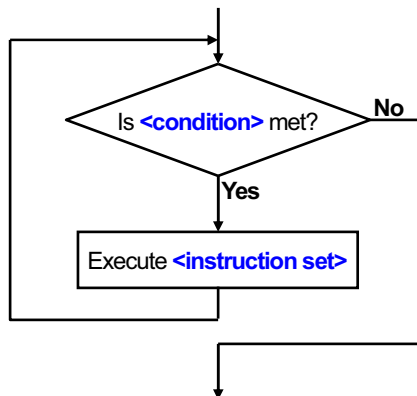 Is <condition> met?
No
Yes
Execute <instruction set>